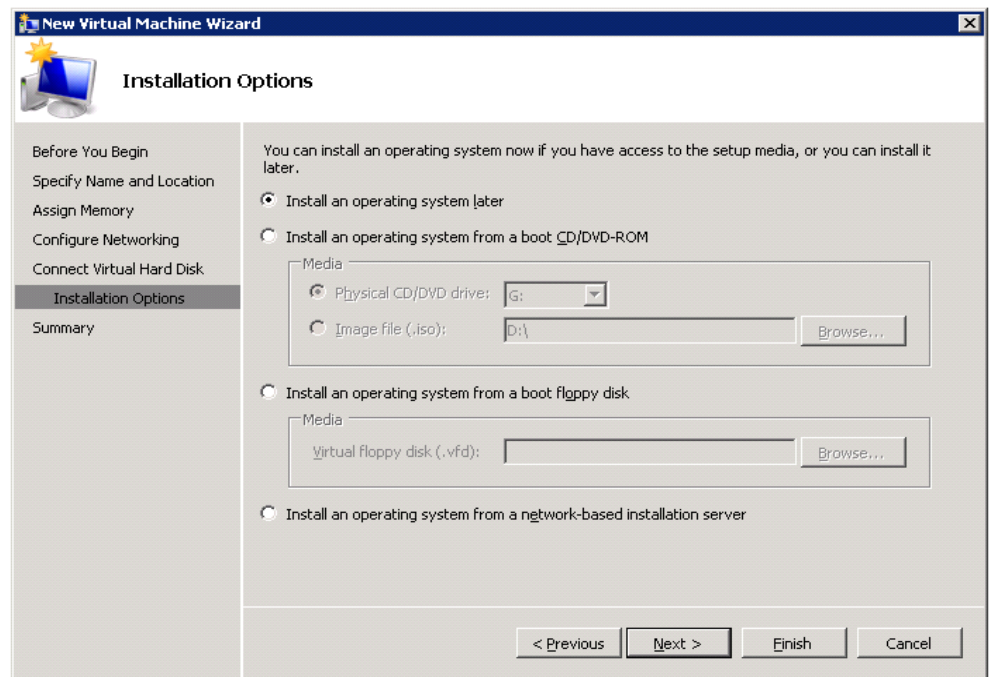 New Virtual Machine Wizard
Installation Options
Before You Begin
Specify Name and Location
Assign Memory
Configure Networking
Connect Virtual Hard Disk
Installation Options
Summary
You can install an operating system now if you have access to the setup media, or you can install it
later.
Install an operating system later
Install an operating system from a boot CD/DVD-ROM
Media
Physical CD/DVD drive: G:
Image file (.iso): D:\ Browse...
Install an operating system from a boot floppy disk
Media
Virtual floppy disk (.vfd): Browse...
Install an operating system from a network-based installation server
< Previous Next > Finish Cancel